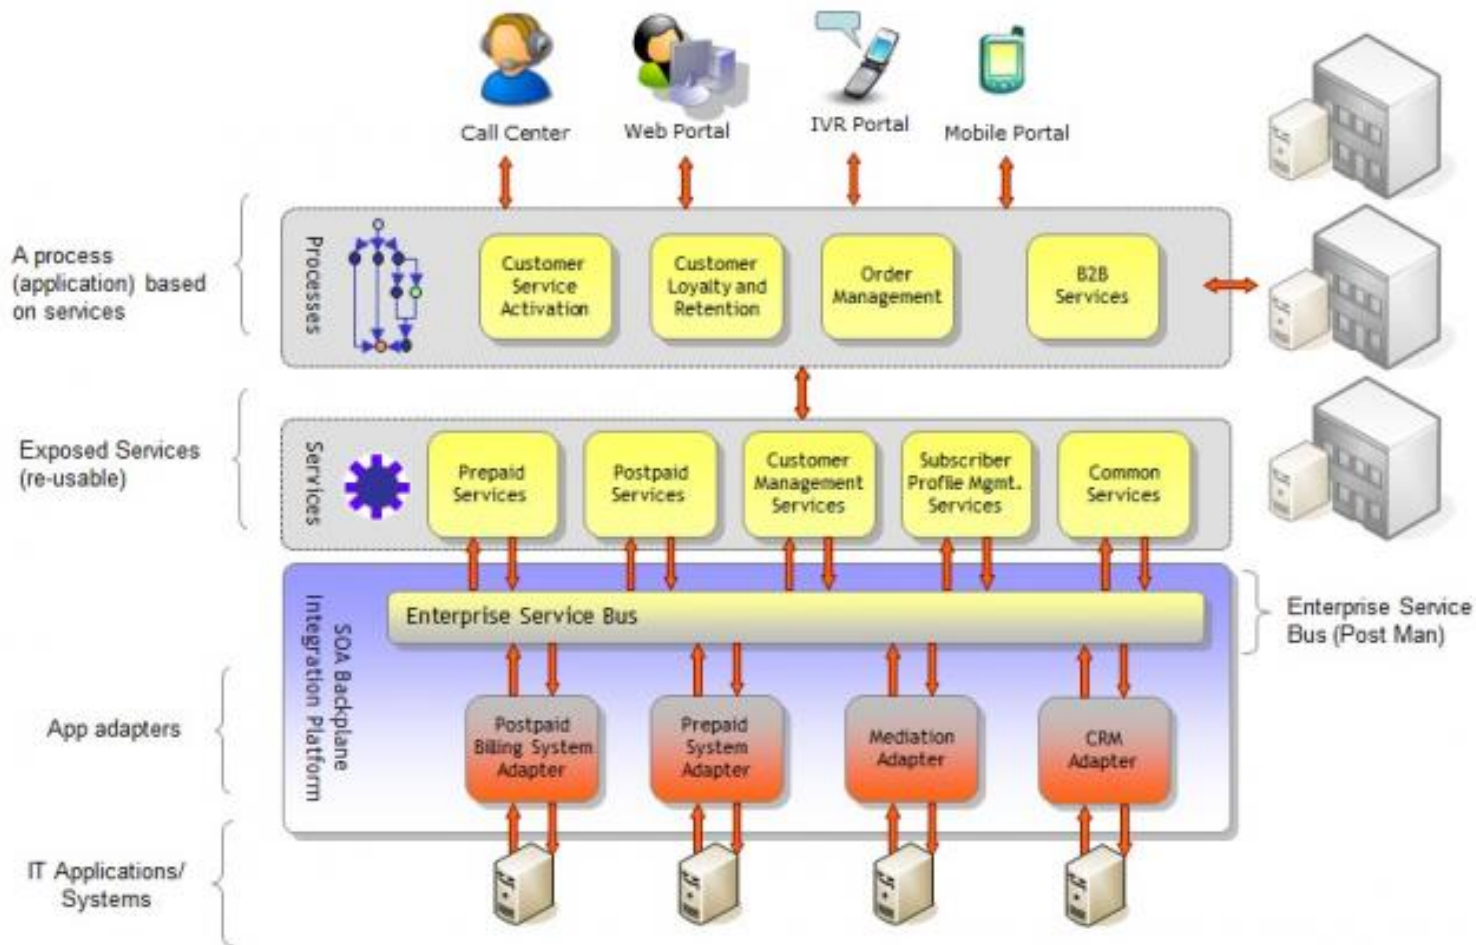 Call Center
Web Portal
IVR Portal
Mobile Portal
A process
(application) based
on services
Processes
Customer
Service
Activation
Customer
Loyalty and
Retention
Order
Management
B2B
Services
Exposed Services
(re-usable)
Services
Prepaid
Services
Postpaid
Services
Customer
Management
Services
Subscriber
Profile Mgmt.
Services
Common
Services
SOA Backplane
Integration Platform
Enterprise Service Bus
Enterprise Service
Bus (Post Man)
App adapters
Postpaid
Billing System
Adapter
Prepaid
System
Adapter
Mediation
Adapter
CRM
Adapter
IT Applications/
Systems